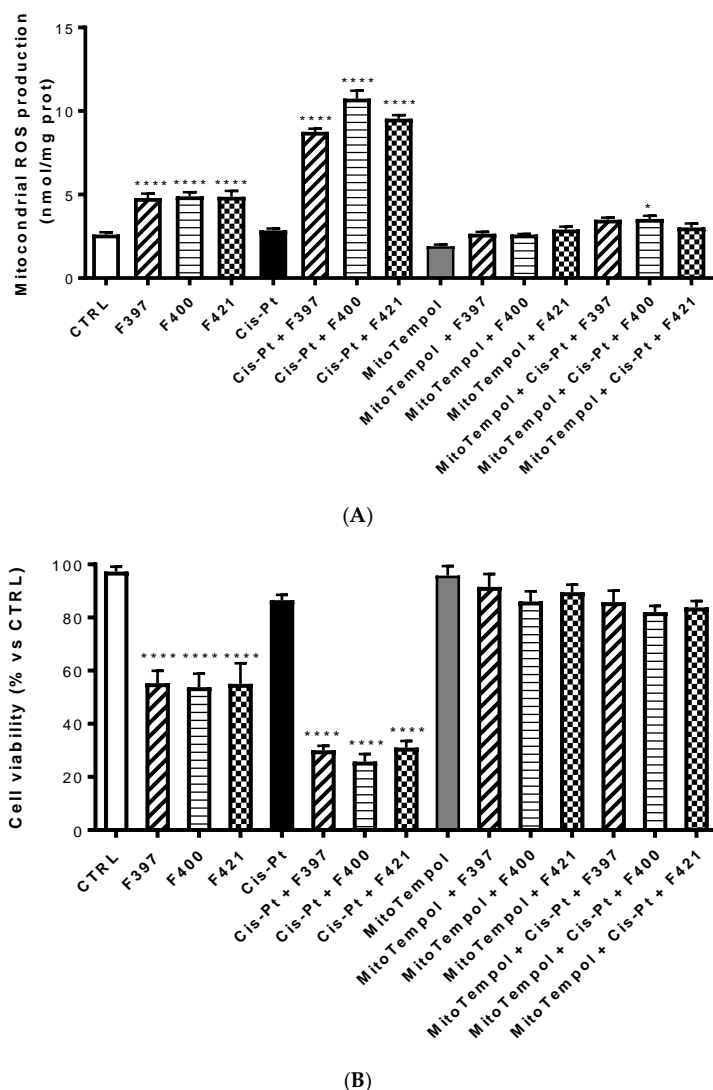 Mitocondrial ROS production
(nmol/mg prot)
15
10
5
0
**** **** ****
**** **** ****
*
CTRL
F397
F400
F421
Cis-Pt
Cis-Pt + F397
Cis-Pt + F400
Cis-Pt + F421
MitoTempol
MitoTempol + F397
MitoTempol + F400
MitoTempol + F421
MitoTempol + Cis-Pt + F397
MitoTempol + Cis-Pt + F400
MitoTempol + Cis-Pt + F421
(A)
Cell viability (% vs CTRL)
100
80
60
40
20
0
**** **** ****
**** **** ****
CTRL
F397
F400
F421
Cis-Pt
Cis-Pt + F397
Cis-Pt + F400
Cis-Pt + F421
MitoTempol
MitoTempol + F397
MitoTempol + F400
MitoTempol + F421
MitoTempol + Cis-Pt + F397
MitoTempol + Cis-Pt + F400
MitoTempol + Cis-Pt + F421
(B)